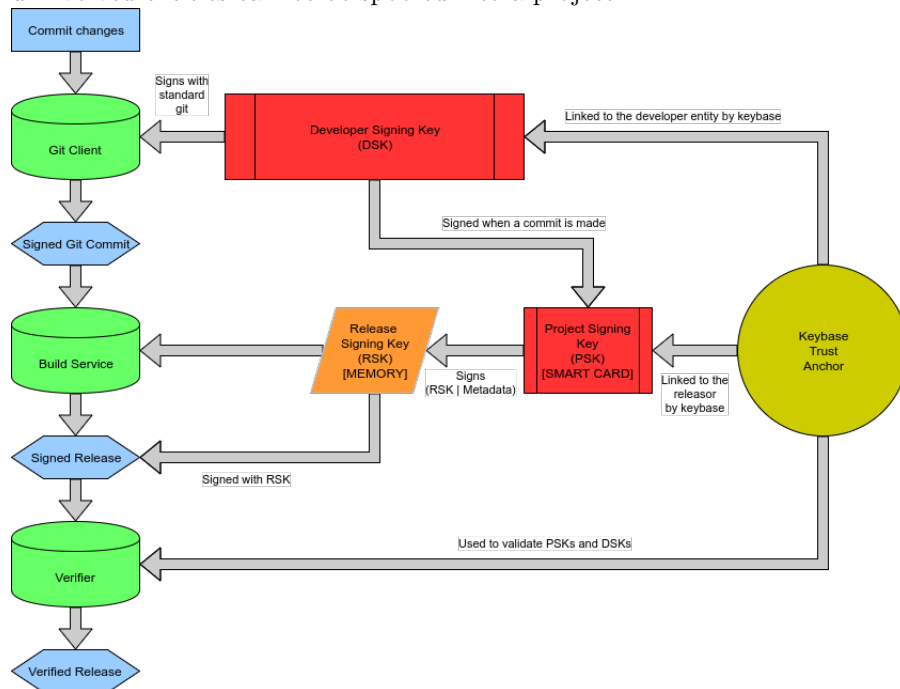 Commit changes
Signs with
standard
git
Developer Signing Key
(DSK)
Linked to the developer entity by keybase
Git Client
Signed when a commit is made
Signed Git Commit
Release
Signing Key
(RSK)
[MEMORY]
Project Signing
Key
(PSK)
[SMART CARD]
Keybase
Trust
Anchor
Build Service
Signs
(RSK | Metadata)
Linked to the
releasor
by keybase
Signed Release
Signed with RSK
Used to validate PSKs and DSKs
Verifier
Verified Release